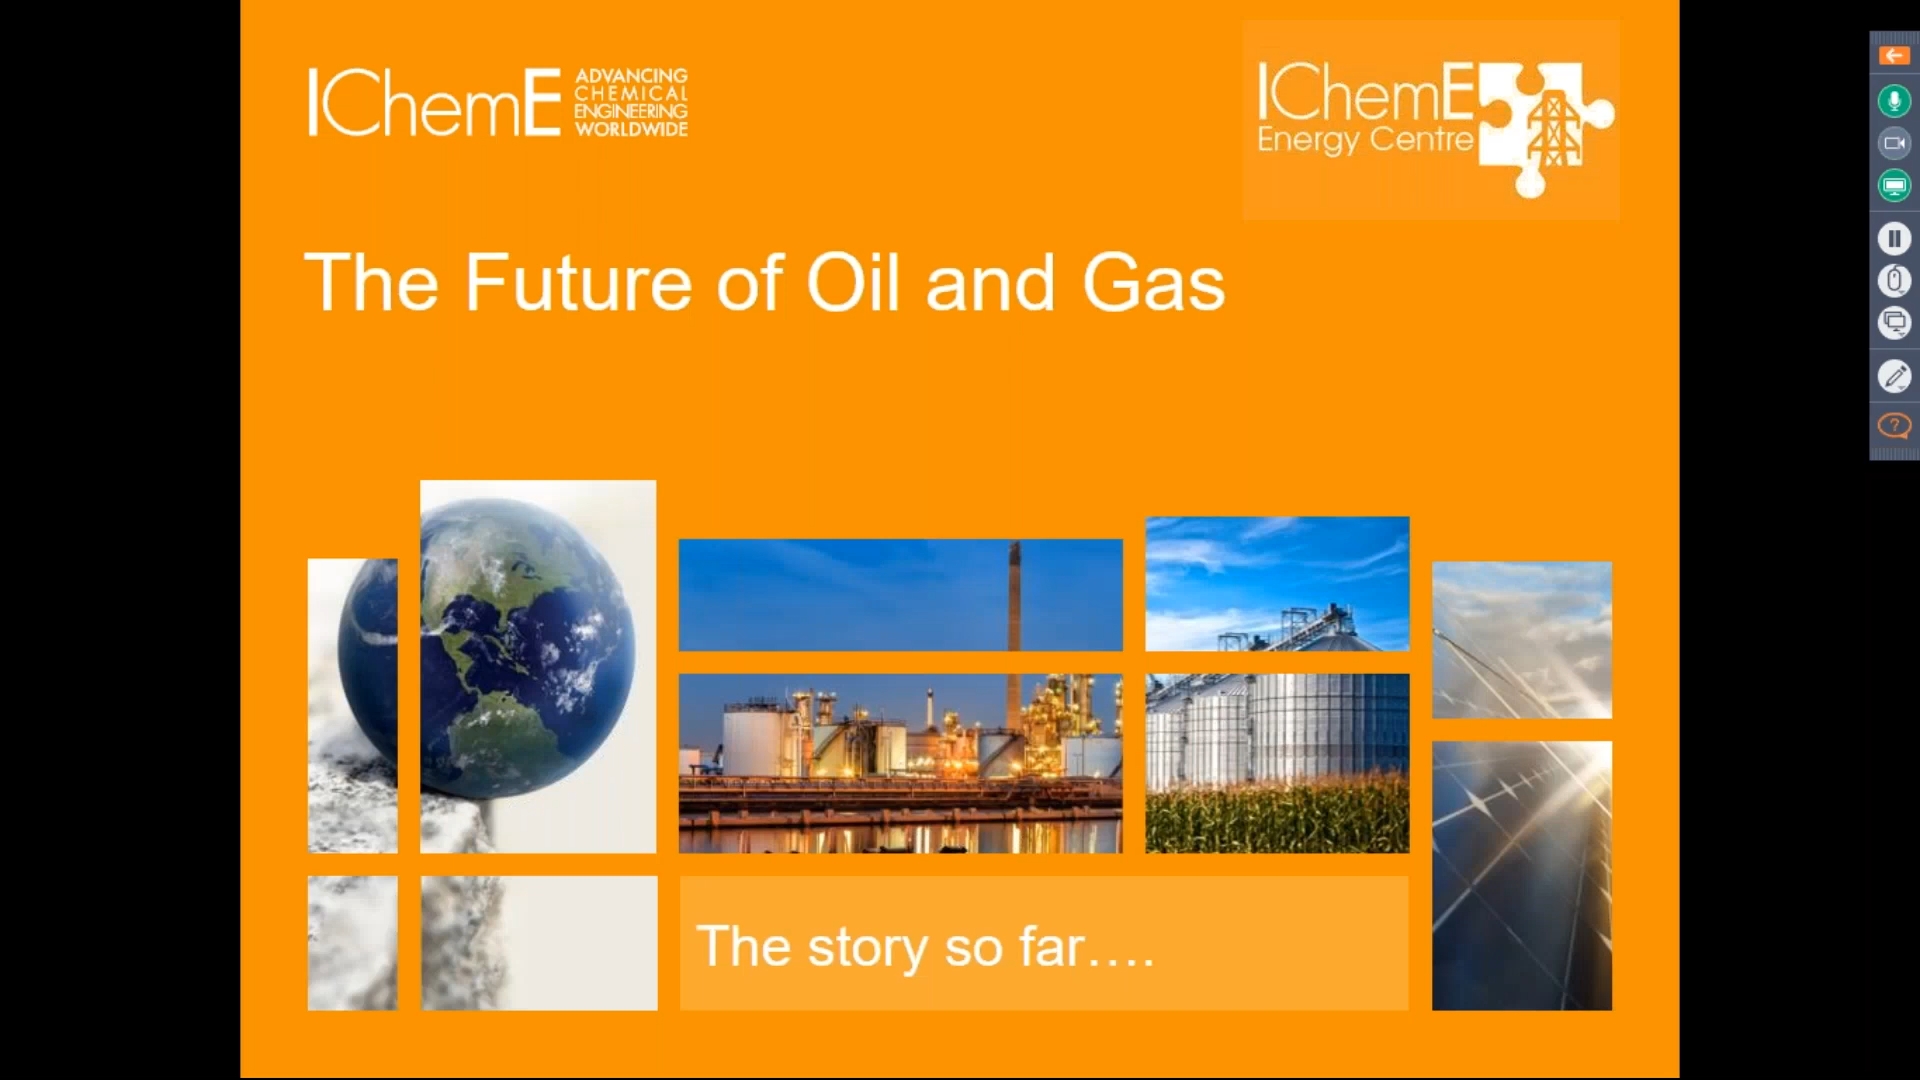 IChemE
ADVANCING
CHEMICAL
ENGINEERING
WORLDWIDE
IChemE
Energy Centre
The Future of Oil and Gas
The story so far....
?